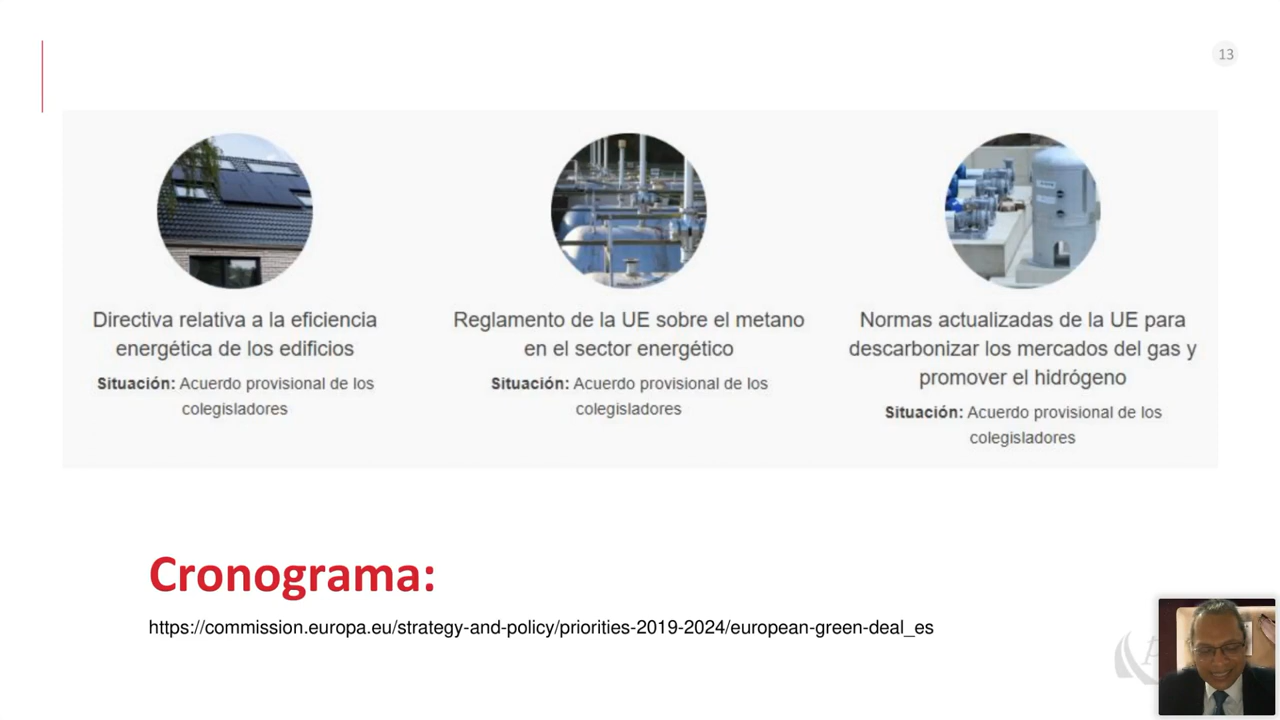 13
Directiva relativa a la eficiencia
energética de los edificios
Situación: Acuerdo provisional de los
colegisladores
Reglamento de la UE sobre el metano
en el sector energético
Situación: Acuerdo provisional de los
colegisladores
Normas actualizadas de la UE para
descarbonizar los mercados del gas y
promover el hidrógeno
Situación: Acuerdo provisional de los
colegisladores
Cronograma:
https://commission.europa.eu/strategy-and-policy/priorities-2019-2024/european-green-deal_es